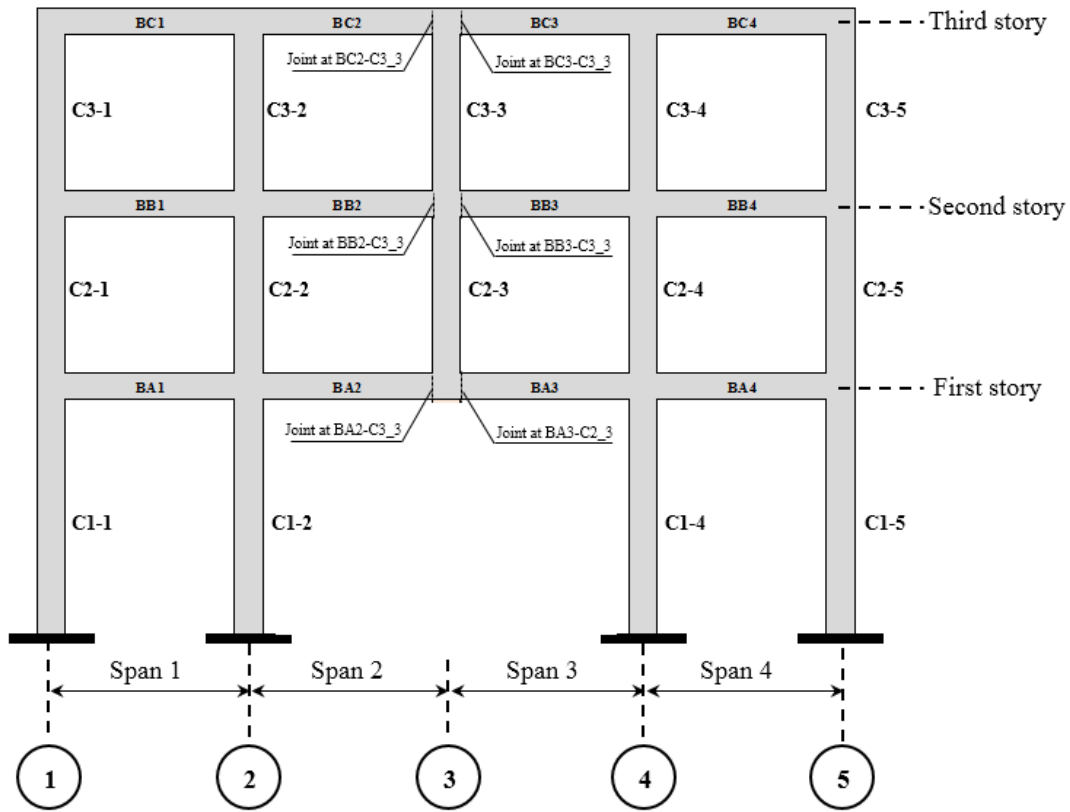 BC1 BC2 BC3 BC4 Third story
Joint at BC2-C3_3 Joint at BC3-C3_3
C3-1 C3-2 C3-3 C3-4 C3-5
BB1 BB2 BB3 BB4 Second story
Joint at BB2-C3_3 Joint at BB3-C3_3
C2-1 C2-2 C2-3 C2-4 C2-5
BA1 BA2 BA3 BA4 First story
Joint at BA2-C3_3 Joint at BA3-C2_3
C1-1 C1-2 C1-4 C1-5
Span 1 Span 2 Span 3 Span 4
1 2 3 4 5